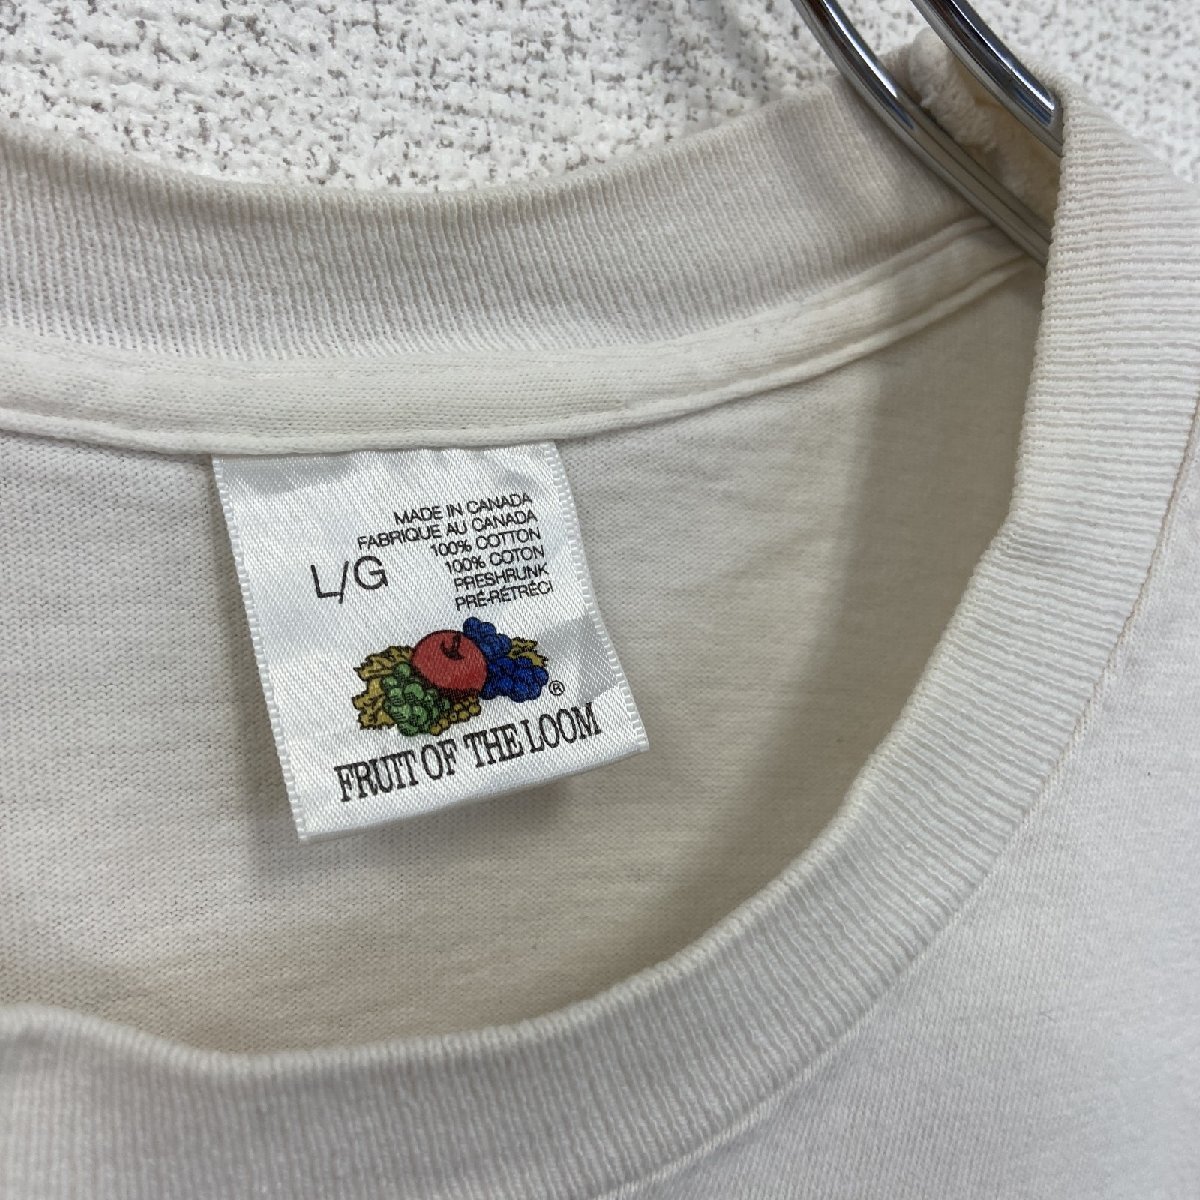 MADE IN CANADA
FABRIQUE AU CANADA
100% COTTON
100% COTON
PRESHRUNK
PRÉ-RÉTRÉCI
L/G
®
FRUIT OF THE LOOM